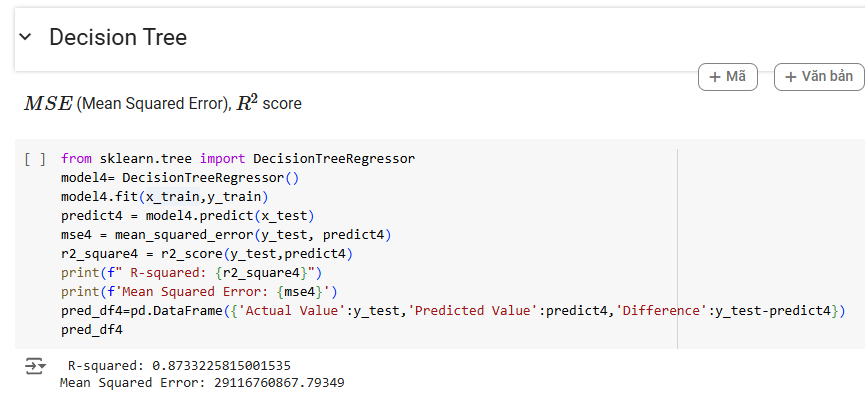 Decision Tree
+ Mã
+ Văn bản
MSE (Mean Squared Error), R² score
[ ] from sklearn.tree import DecisionTreeRegressor
model4= DecisionTreeRegressor()
model4.fit(x_train,y_train)
predict4 = model4.predict(x_test)
mse4 = mean_squared_error(y_test, predict4)
r2_square4 = r2_score(y_test,predict4)
print(f" R-squared: {r2_square4}")
print(f'Mean Squared Error: {mse4}')
pred_df4=pd.DataFrame({'Actual Value':y_test,'Predicted Value':predict4,'Difference':y_test-predict4})
pred_df4
R-squared: 0.8733225815001535
Mean Squared Error: 29116760867.79349